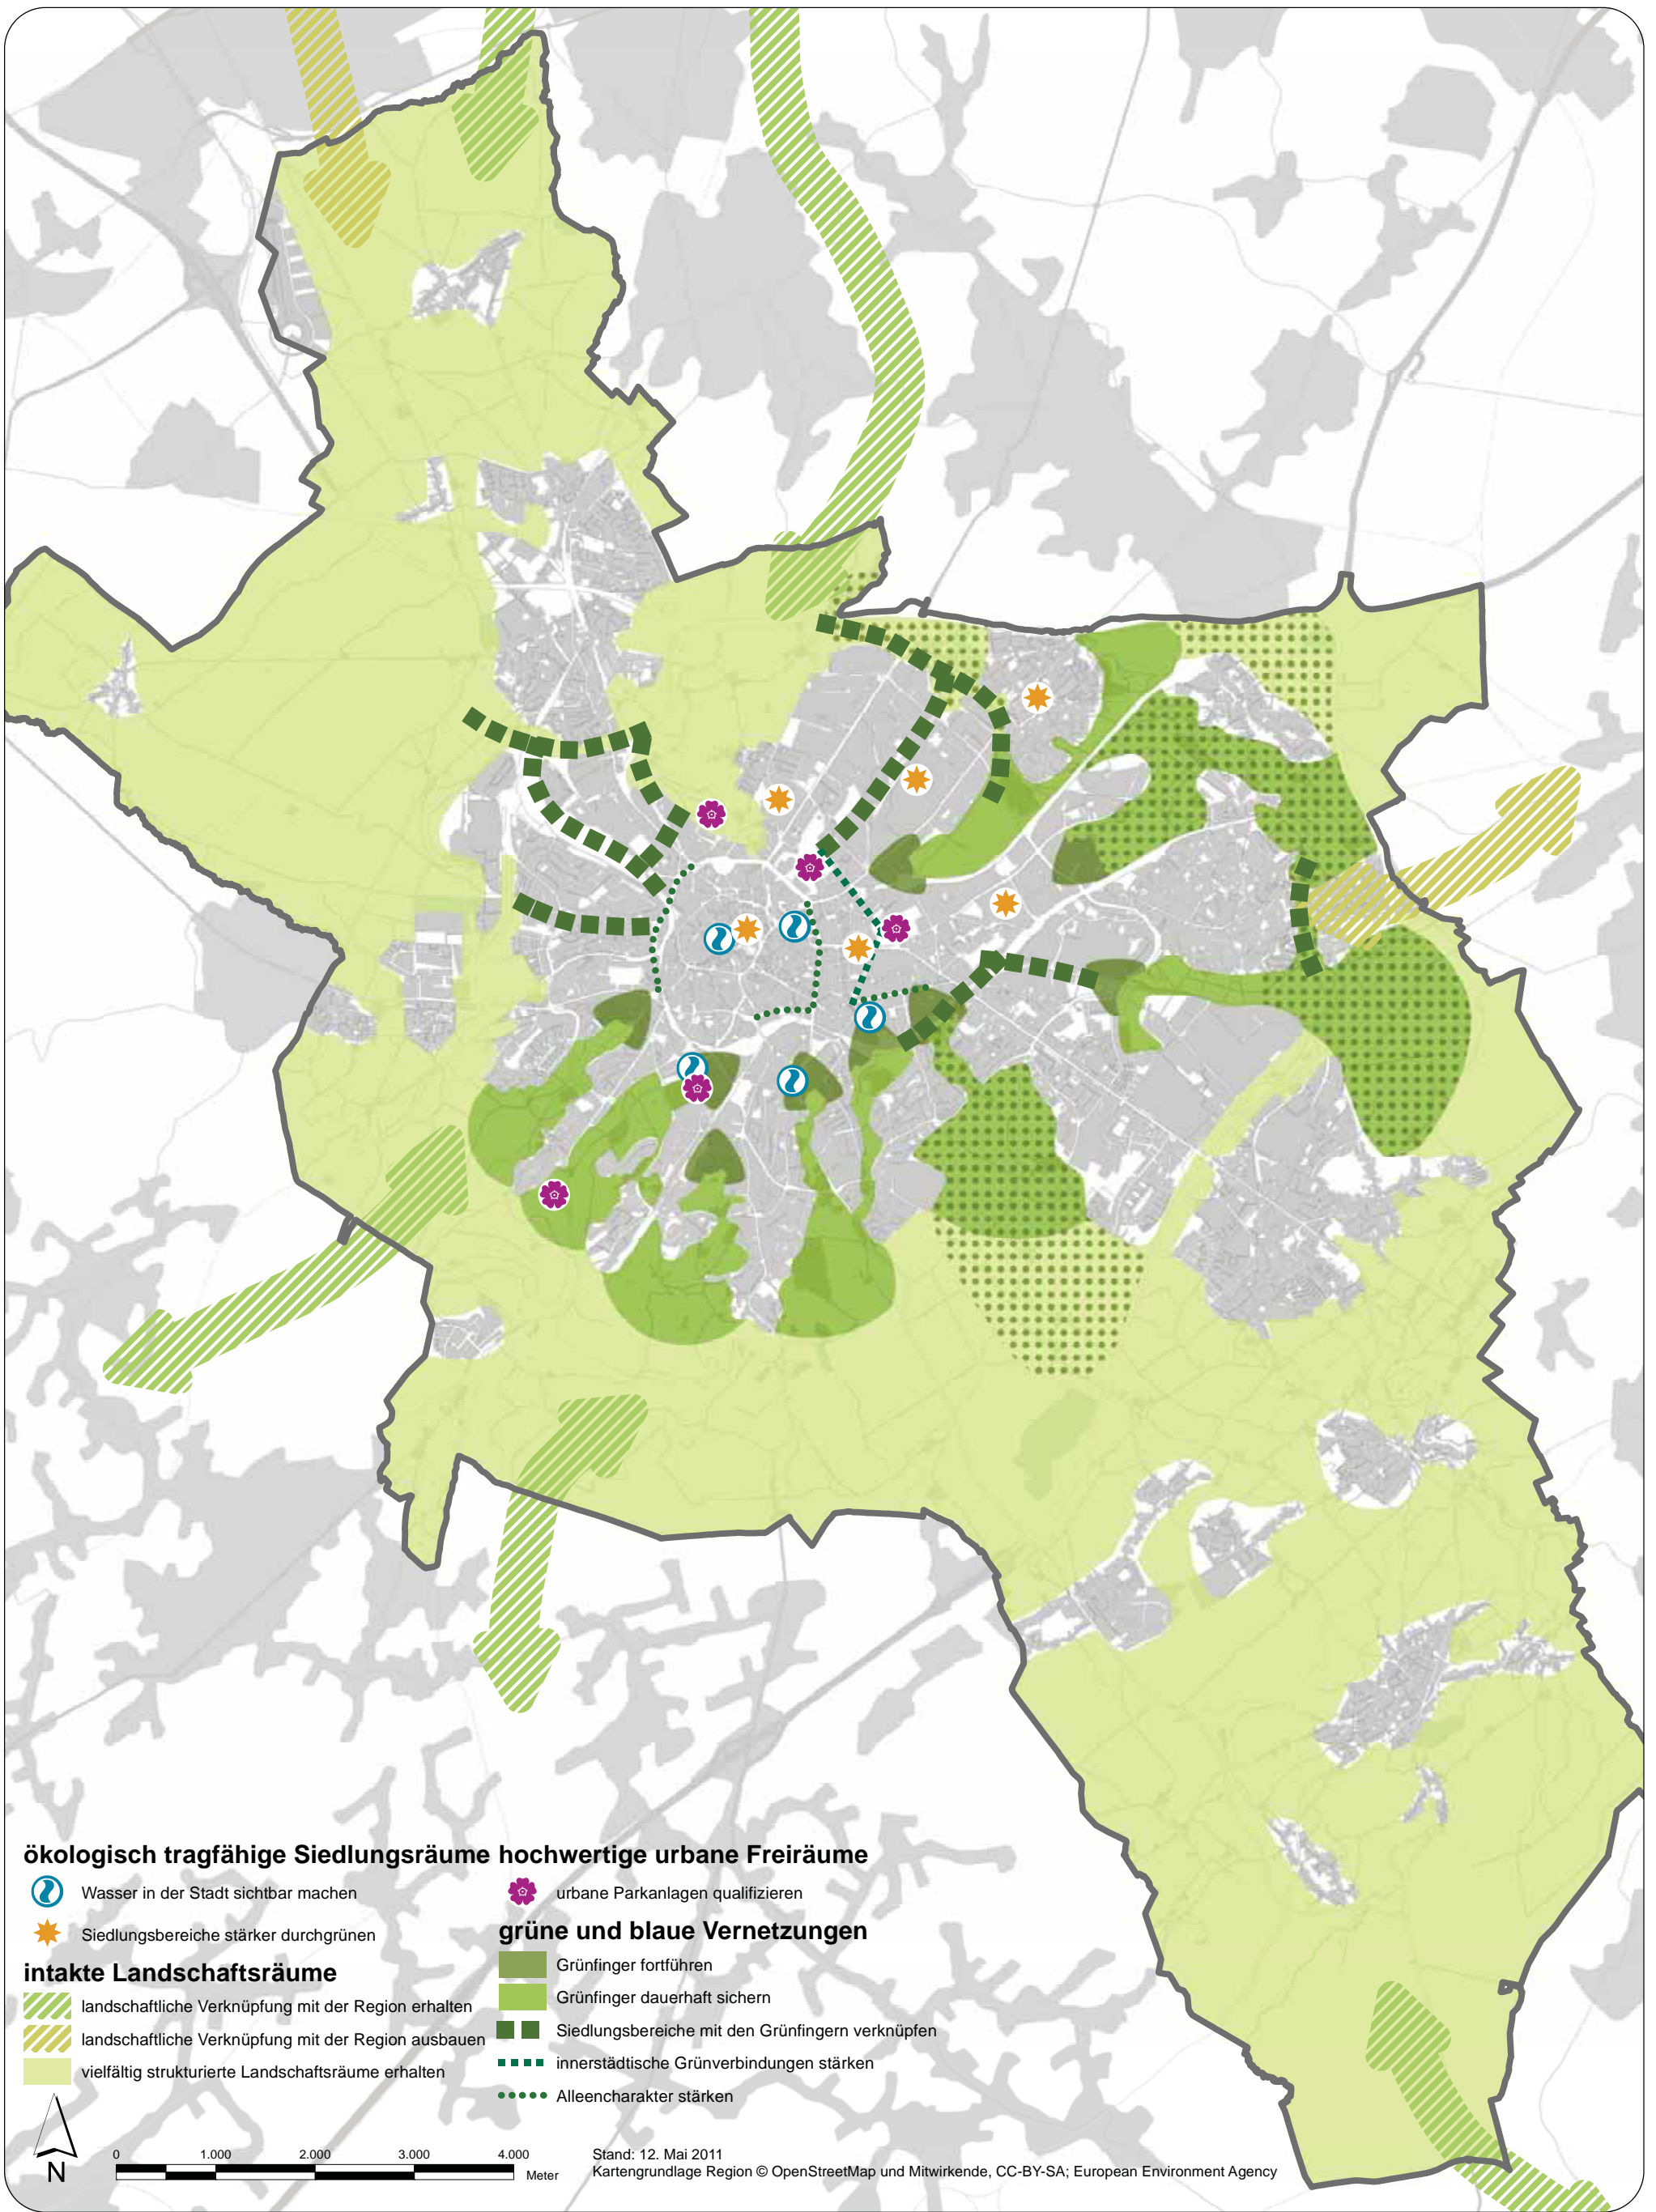 ökologisch tragfähige Siedlungsräume
Wasser in der Stadt sichtbar machen
Siedlungsbereiche stärker durchgrünen
intakte Landschaftsräume
landschaftliche Verknüpfung mit der Region erhalten
landschaftliche Verknüpfung mit der Region ausbauen
vielfältig strukturierte Landschaftsräume erhalten
hochwertige urbane Freiräume
urbane Parkanlagen qualifizieren
grüne und blaue Vernetzungen
Grünfinger fortführen
Grünfinger dauerhaft sichern
Siedlungsbereiche mit den Grünfingern verknüpfen
innerstädtische Grünverbindungen stärken
Alleencharakter stärken
N
0 1.000 2.000 3.000 4.000
Meter
Stand: 12. Mai 2011
Kartengrundlage Region © OpenStreetMap und Mitwirkende, CC-BY-SA; European Environment Agency